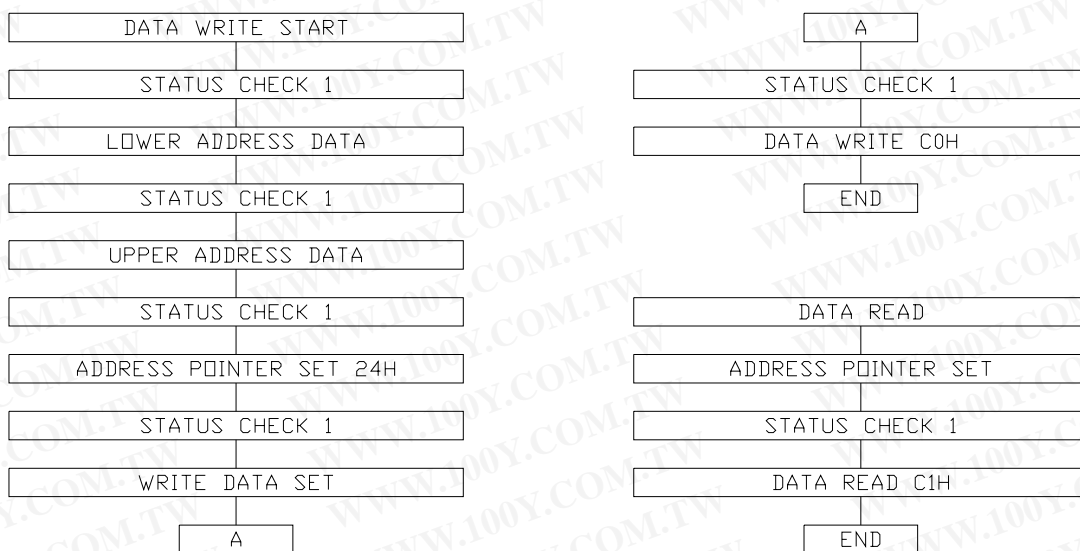 DATA WRITE START
STATUS CHECK 1
LOWER ADDRESS DATA
STATUS CHECK 1
UPPER ADDRESS DATA
STATUS CHECK 1
ADDRESS POINTER SET 24H
STATUS CHECK 1
WRITE DATA SET
A
A
STATUS CHECK 1
DATA WRITE C0H
END
DATA READ
ADDRESS POINTER SET
STATUS CHECK 1
DATA READ C1H
END
WWW.100Y.COM.TW